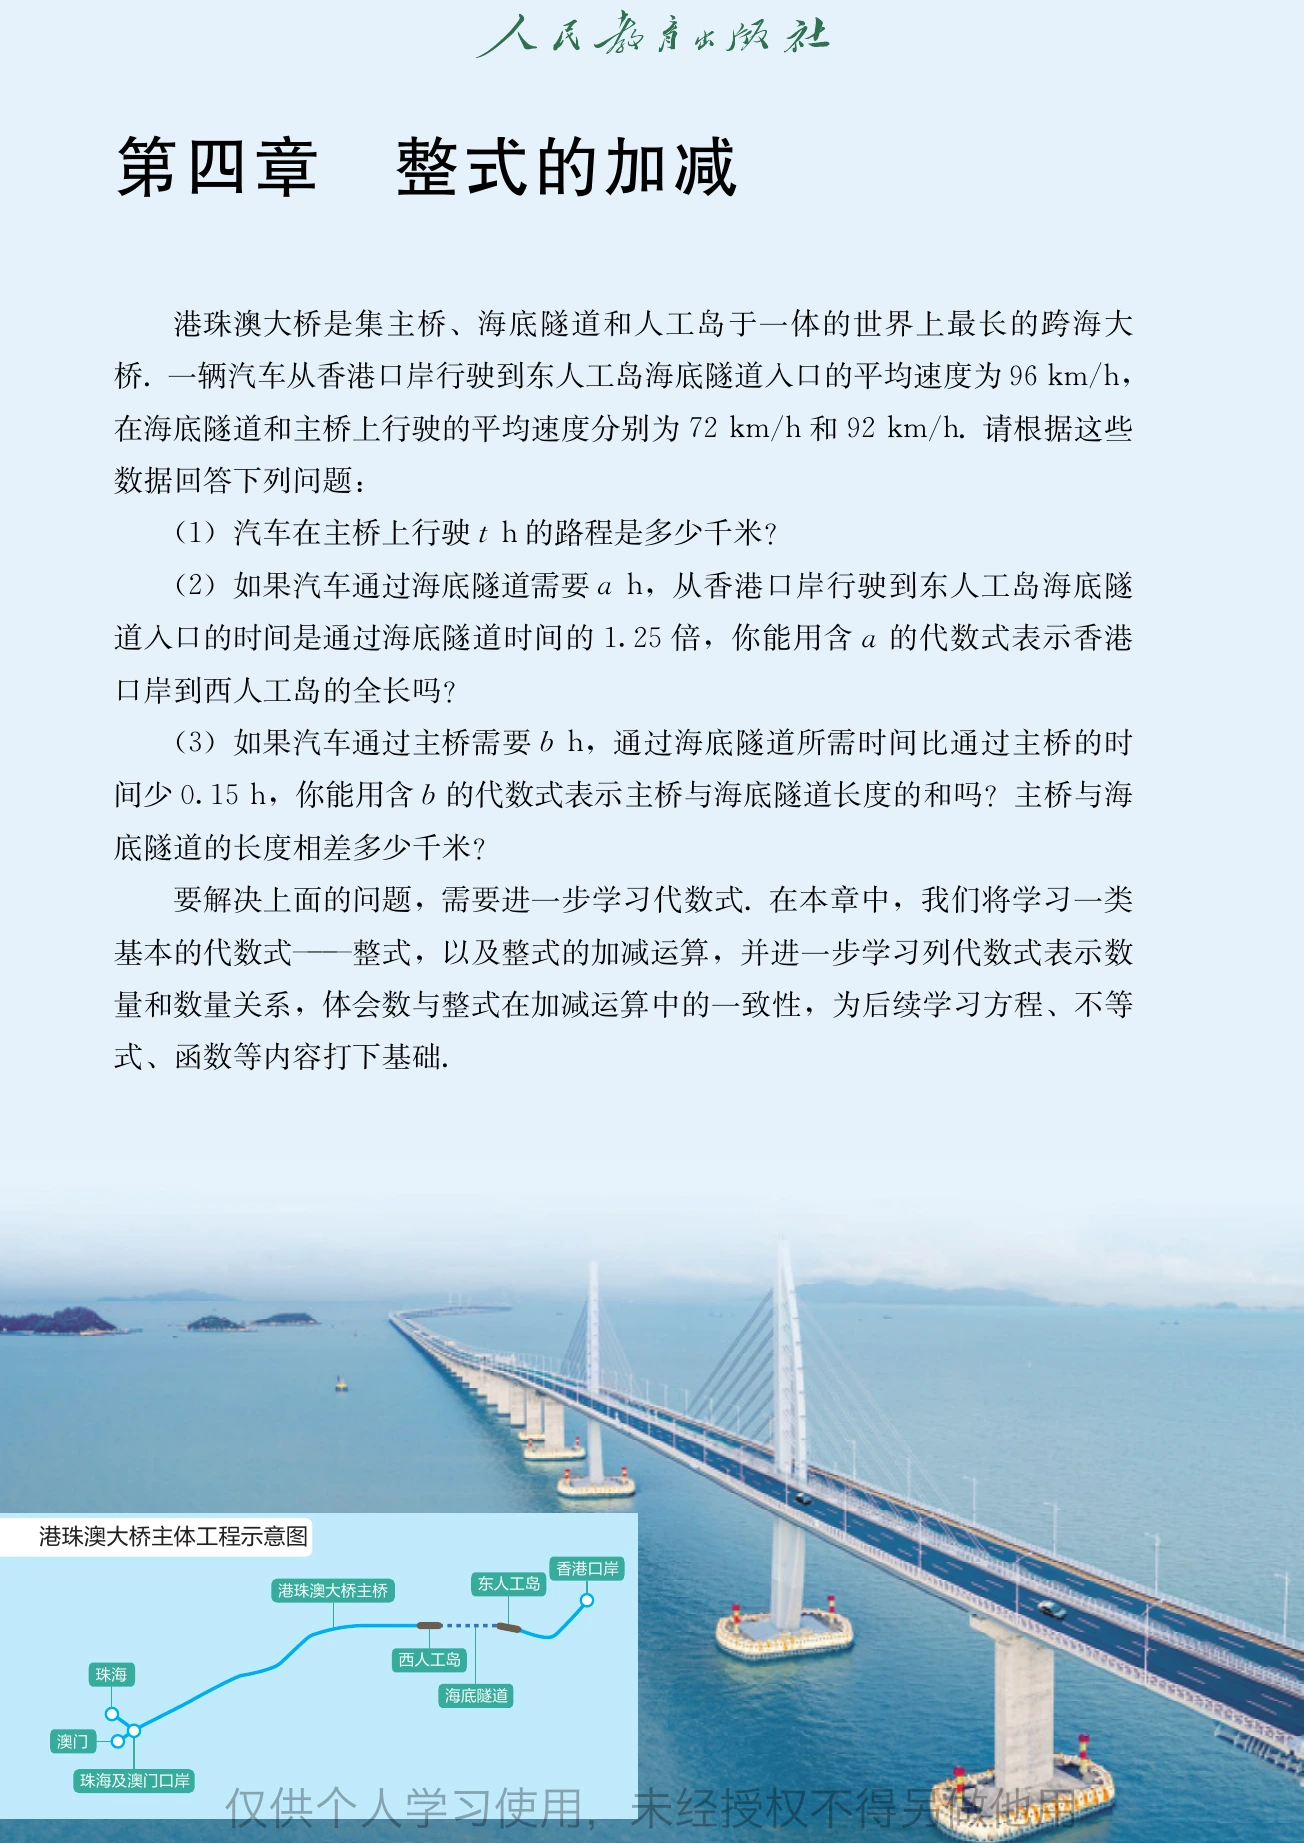 人民教育出版社
第四章 整式的加减
港珠澳大桥是集主桥、海底隧道和人工岛于一体的世界上最长的跨海大
桥. 一辆汽车从香港口岸行驶到东人工岛海底隧道入口的平均速度为 96 km/h,
在海底隧道和主桥上行驶的平均速度分别为 72 km/h 和 92 km/h. 请根据这些
数据回答下列问题:
(1) 汽车在主桥上行驶 t h 的路程是多少千米?
(2) 如果汽车通过海底隧道需要 a h, 从香港口岸行驶到东人工岛海底隧
道入口的时间是通过海底隧道时间的 1.25 倍, 你能用含 a 的代数式表示香港
口岸到西人工岛的全长吗?
(3) 如果汽车通过主桥需要 b h, 通过海底隧道所需时间比通过主桥的时
间少 0.15 h, 你能用含 b 的代数式表示主桥与海底隧道长度的和吗? 主桥与海
底隧道的长度相差多少千米?
要解决上面的问题, 需要进一步学习代数式. 在本章中, 我们将学习一类
基本的代数式——整式, 以及整式的加减运算, 并进一步学习列代数式表示数
量和数量关系, 体会数与整式在加减运算中的一致性, 为后续学习方程、不等
式、函数等内容打下基础.
港珠澳大桥主体工程示意图
香港口岸
东人工岛
港珠澳大桥主桥
西人工岛
海底隧道
珠海
澳门
珠海及澳门口岸
仅供个人学习使用, 未经授权不得另做他用